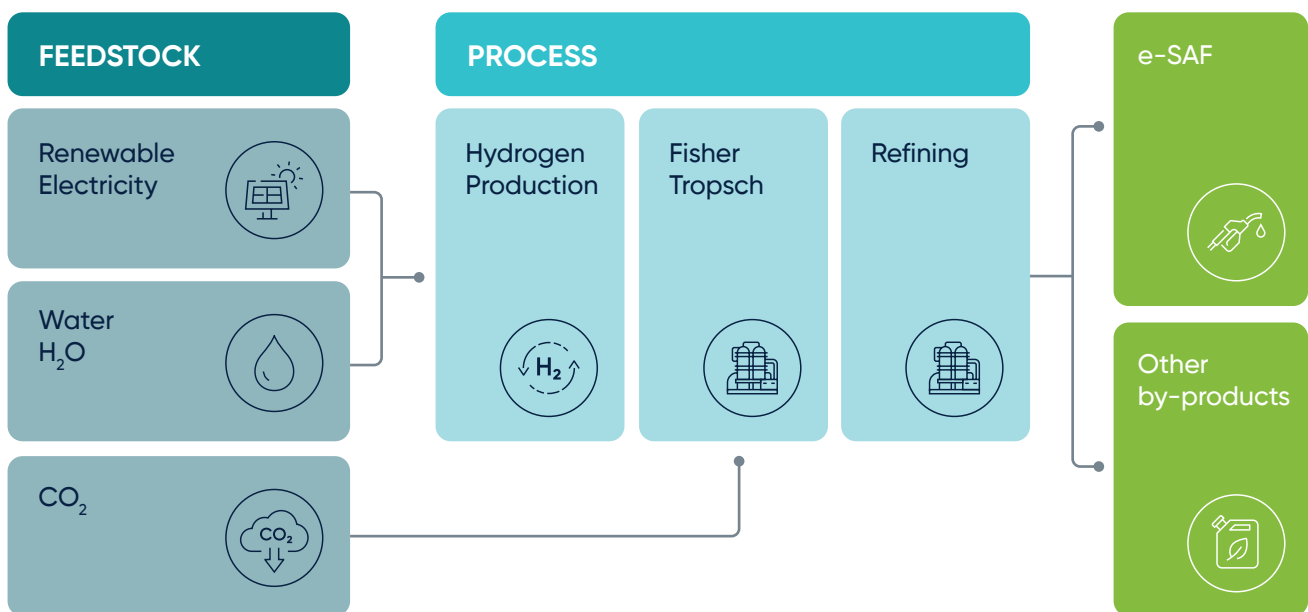 FEEDSTOCK
Renewable
Electricity
Water
H₂O
CO₂
CO₂
PROCESS
Hydrogen
Production
H₂
Fisher
Tropsch
Refining
e-SAF
Other
by-products